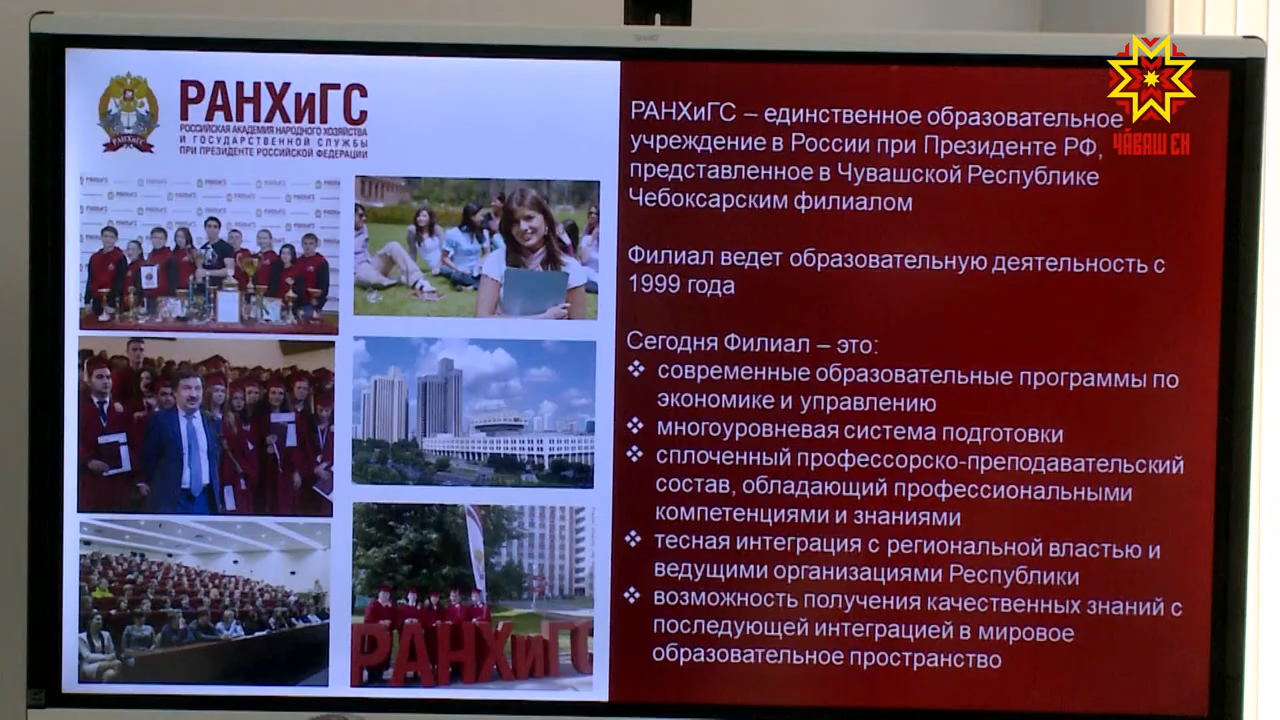 РАНХиГС
РОССИЙСКАЯ АКАДЕМИЯ НАРОДНОГО ХОЗЯЙСТВА
И ГОСУДАРСТВЕННОЙ СЛУЖБЫ
ПРИ ПРЕЗИДЕНТЕ РОССИЙСКОЙ ФЕДЕРАЦИИ
РАНХиГС
РАНХиГС
РАНХиГС – единственное образовательное
учреждение в России при Президенте РФ,
представленное в Чувашской Республике
Чебоксарским филиалом
Филиал ведет образовательную деятельность с
1999 года
Сегодня Филиал – это:
❖ современные образовательные программы по
экономике и управлению
❖ многоуровневая система подготовки
❖ сплоченный профессорско-преподавательский
состав, обладающий профессиональными
компетенциями и знаниями
❖ тесная интеграция с региональной властью и
ведущими организациями Республики
❖ возможность получения качественных знаний с
последующей интеграцией в мировое
образовательное пространство
ЧӐВАШ ЕН